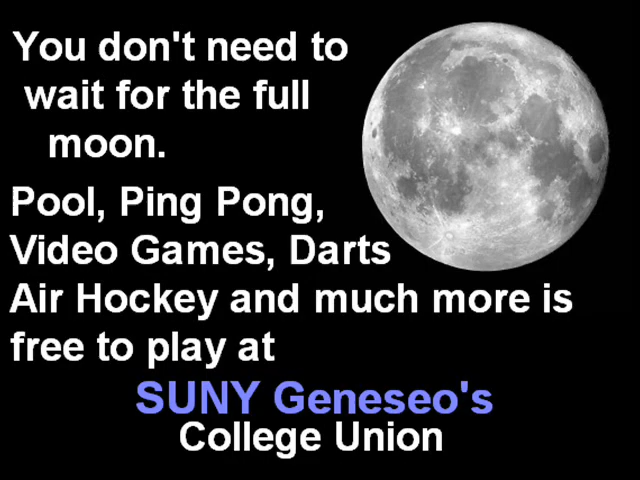 You don't need to
wait for the full
moon.
Pool, Ping Pong,
Video Games, Darts
Air Hockey and much more is
free to play at
SUNY Geneseo's
College Union